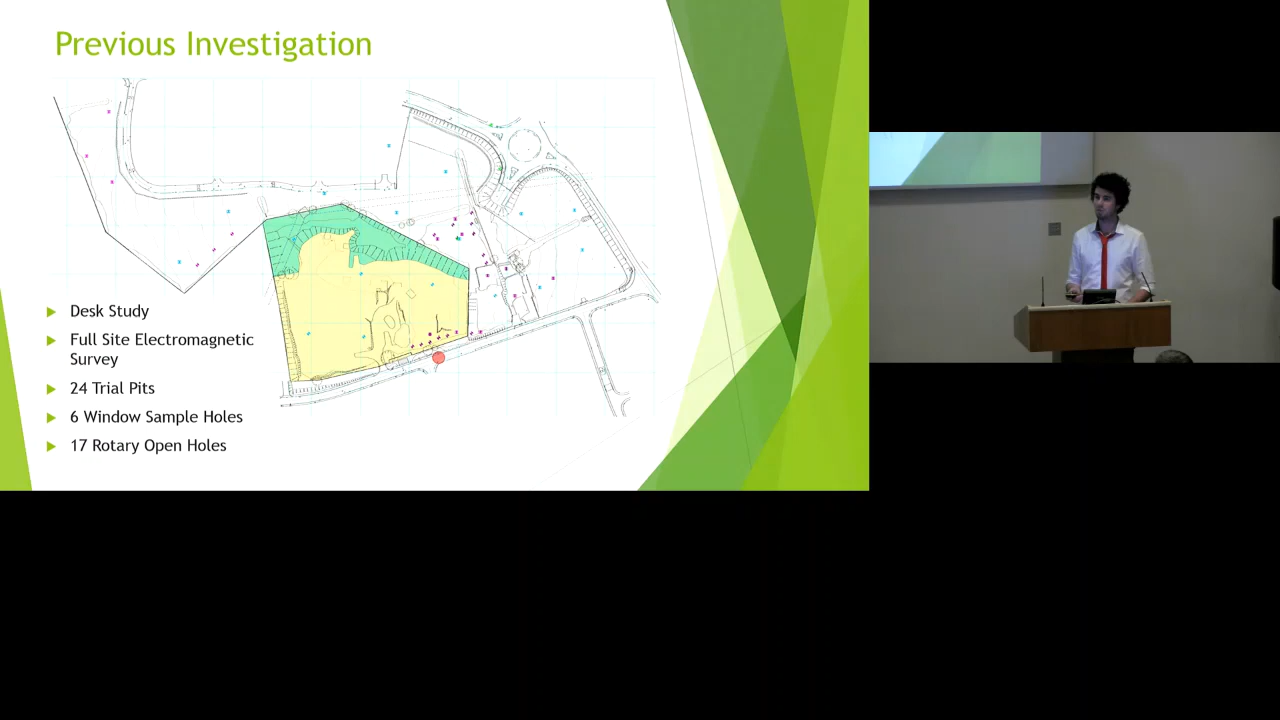 Previous Investigation
Desk Study
Full Site Electromagnetic
Survey
24 Trial Pits
6 Window Sample Holes
17 Rotary Open Holes